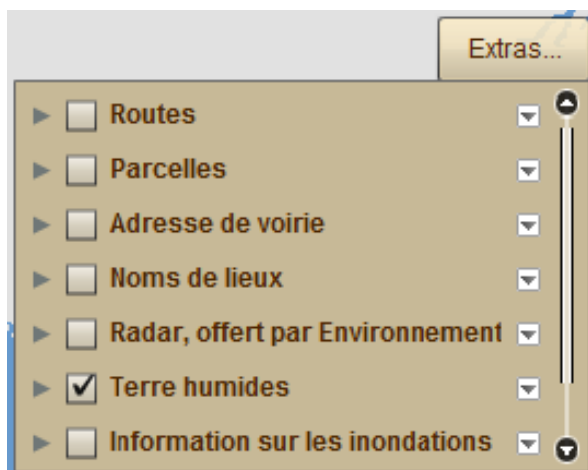 Extras...
Routes
Parcelles
Adresse de voirie
Noms de lieux
Radar, offert par Environnement
Terre humides
Information sur les inondations